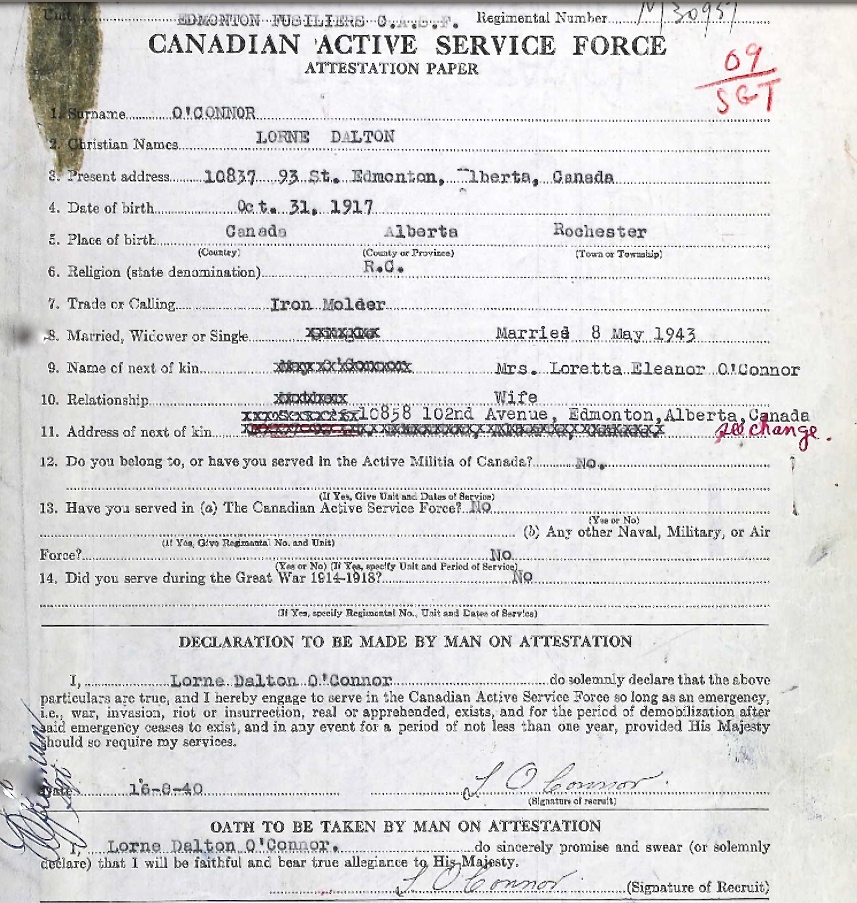 Unit EDMONTON FUSILIERS C.A.S.F. Regimental Number M30957
CANADIAN ACTIVE SERVICE FORCE
ATTESTATION PAPER
09
SGT
1. Surname O'CONNOR
2. Christian Names LORNE DALTON
3. Present address 10837 93 St. Edmonton, Alberta, Canada
4. Date of birth Oct. 31, 1917
5. Place of birth Canada Alberta Rochester
(Country) (County or Province) (Town or Township)
6. Religion (state denomination) R.C.
7. Trade or Calling Iron Molder
8. Married, Widower or Single Married 8 May 1943
9. Name of next of kin Mrs. Loretta Eleanor O'Connor
10. Relationship Wife
10858 102nd Avenue, Edmonton, Alberta, Canada
11. Address of next of kin see change.
12. Do you belong to, or have you served in the Active Militia of Canada? No.
(If Yes, Give Unit and Dates of Service)
13. Have you served in (a) The Canadian Active Service Force? No
(Yes or No)
(b) Any other Naval, Military, or Air
(If Yes, Give Regimental No. and Unit)
Force? No
(Yes or No) (If Yes, specify Unit and Period of Service)
14. Did you serve during the Great War 1914-1918? No
(If Yes, specify Regimental No., Unit and Dates of Service)
DECLARATION TO BE MADE BY MAN ON ATTESTATION
I, Lorne Dalton O'Connor do solemnly declare that the above
particulars are true, and I hereby engage to serve in the Canadian Active Service Force so long as an emergency,
i.e., war, invasion, riot or insurrection, real or apprehended, exists, and for the period of demobilization after
said emergency ceases to exist, and in any event for a period of not less than one year, provided His Majesty
should so require my services.
Date 16-8-40 L O'Connor
(Signature of recruit)
OATH TO BE TAKEN BY MAN ON ATTESTATION
I, Lorne Dalton O'Connor. do sincerely promise and swear (or solemnly
declare) that I will be faithful and bear true allegiance to His Majesty.
L O'Connor (Signature of Recruit)